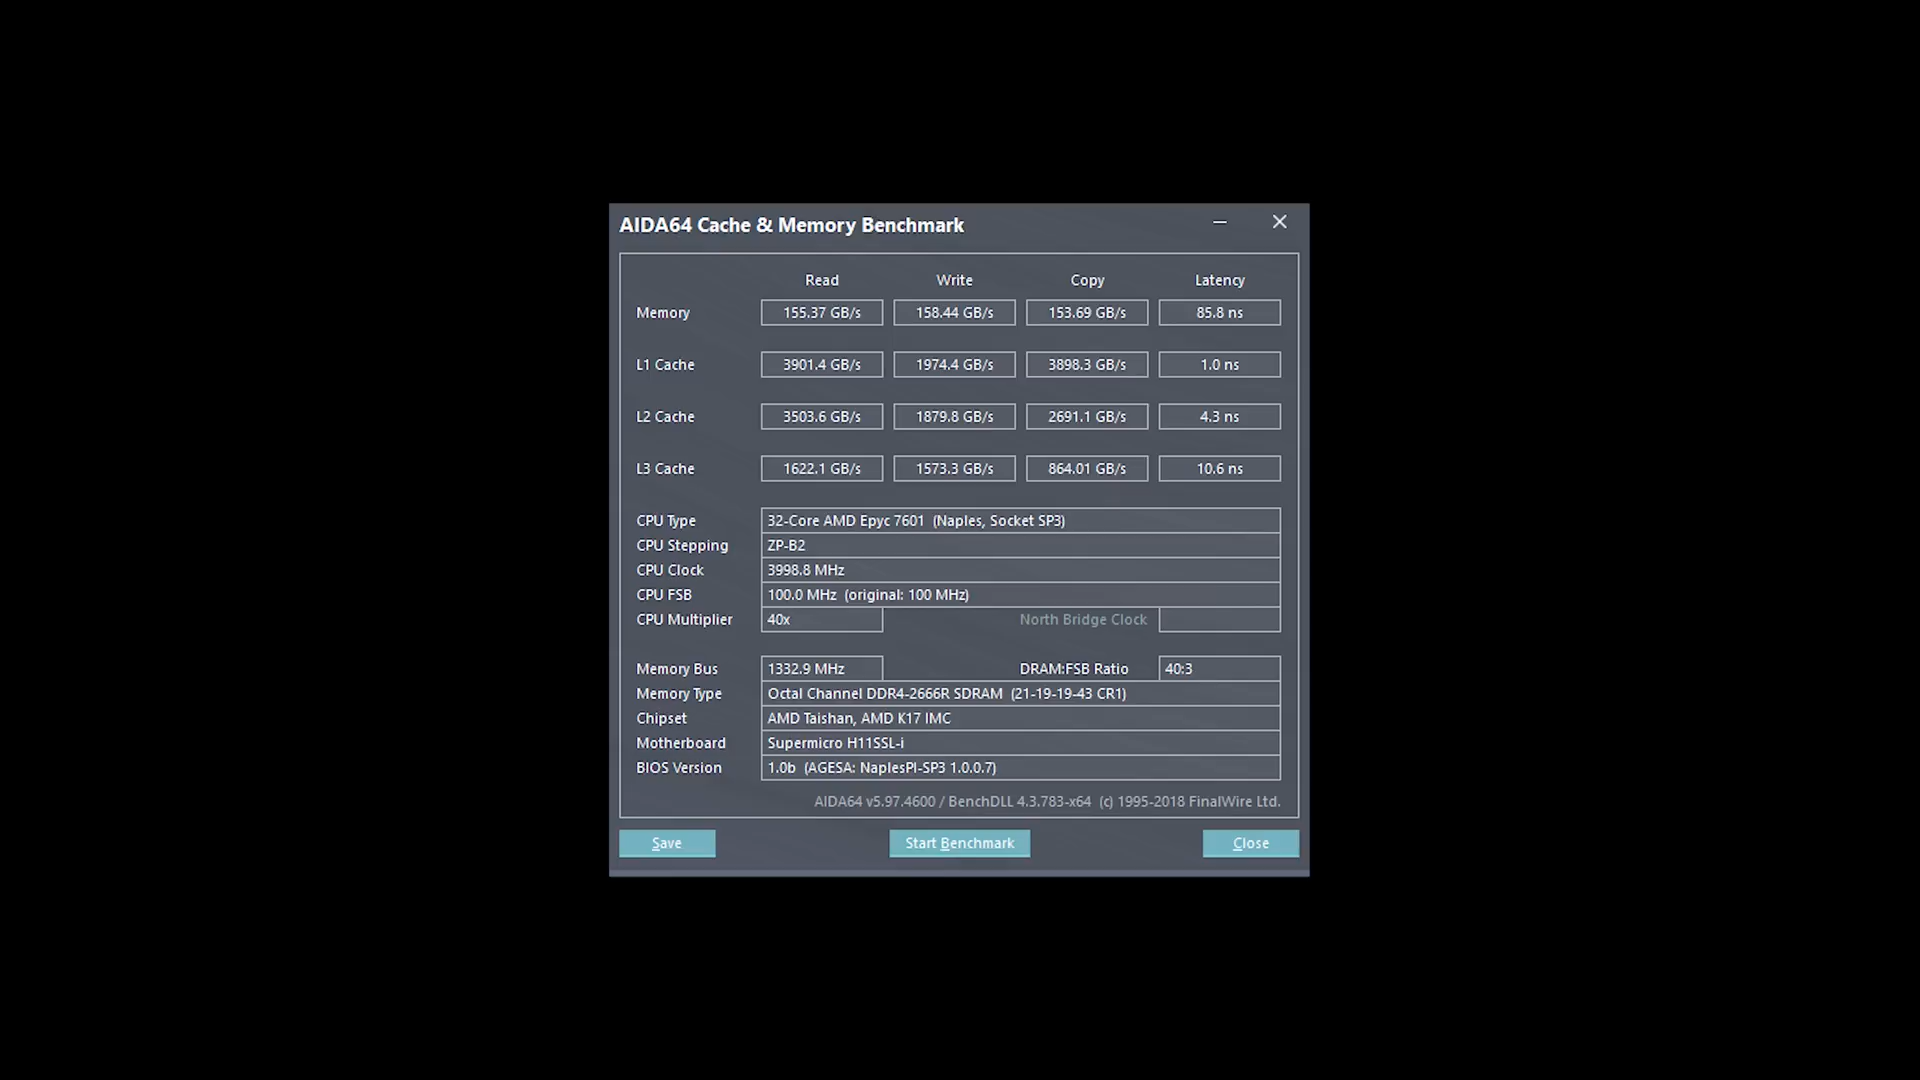 AIDA64 Cache & Memory Benchmark
Read Write Copy Latency
Memory 155.37 GB/s 158.44 GB/s 153.69 GB/s 85.8 ns
L1 Cache 3901.4 GB/s 1974.4 GB/s 3898.3 GB/s 1.0 ns
L2 Cache 3503.6 GB/s 1879.8 GB/s 2691.1 GB/s 4.3 ns
L3 Cache 1622.1 GB/s 1573.3 GB/s 864.01 GB/s 10.6 ns
CPU Type 32-Core AMD Epyc 7601 (Naples, Socket SP3)
CPU Stepping ZP-B2
CPU Clock 3998.8 MHz
CPU FSB 100.0 MHz (original: 100 MHz)
CPU Multiplier 40x North Bridge Clock
Memory Bus 1332.9 MHz DRAM:FSB Ratio 40:3
Memory Type Octal Channel DDR4-2666R SDRAM (21-19-19-43 CR1)
Chipset AMD Taishan, AMD K17 IMC
Motherboard Supermicro H11SSL-i
BIOS Version 1.0b (AGESA: NaplesPI-SP3 1.0.0.7)
AIDA64 v5.97.4600 / BenchDLL 4.3.783-x64 (c) 1995-2018 FinalWire Ltd.
Save Start Benchmark Close